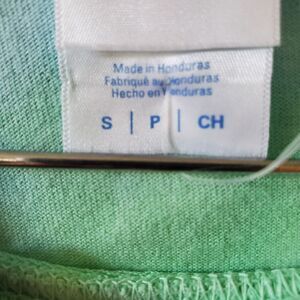 Made in Honduras
Fabriqué au Honduras
Hecho en Honduras
S | P | CH